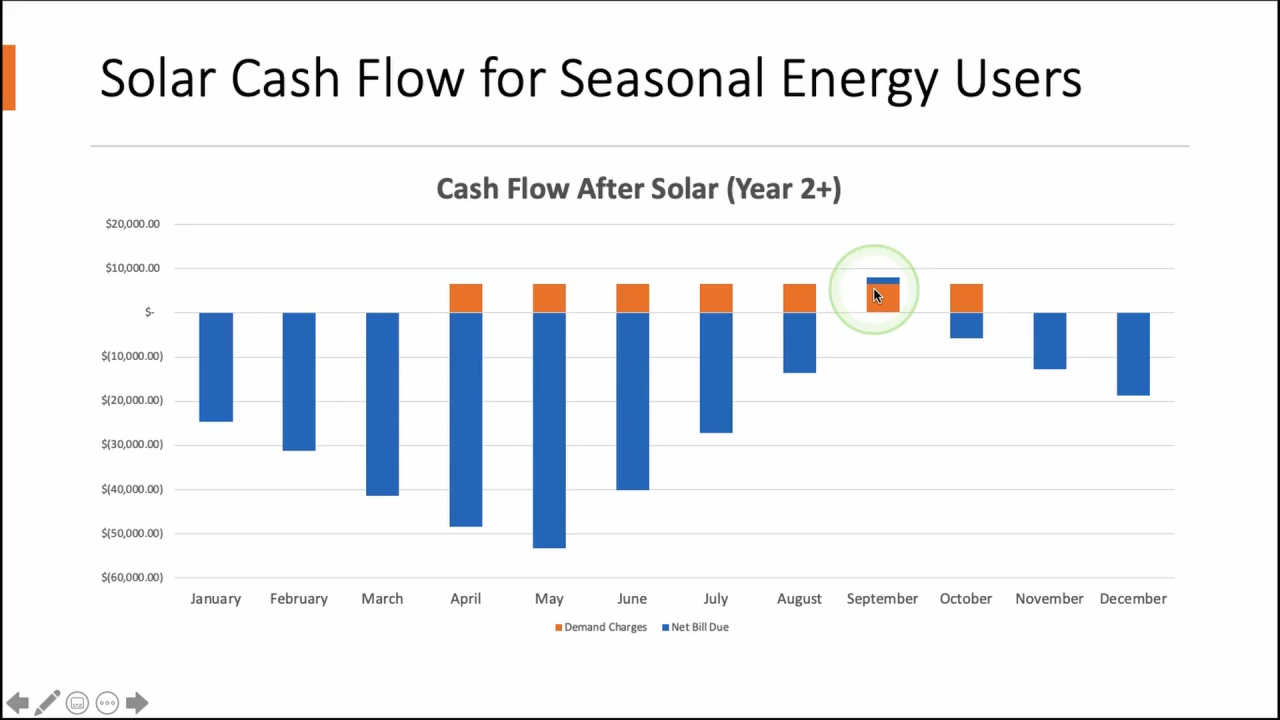 Solar Cash Flow for Seasonal Energy Users
Cash Flow After Solar (Year 2+)
$20,000.00
$10,000.00
$-
$(10,000.00)
$(20,000.00)
$(30,000.00)
$(40,000.00)
$(50,000.00)
$(60,000.00)
January February March April May June July August September October November December
Demand Charges Net Bill Due